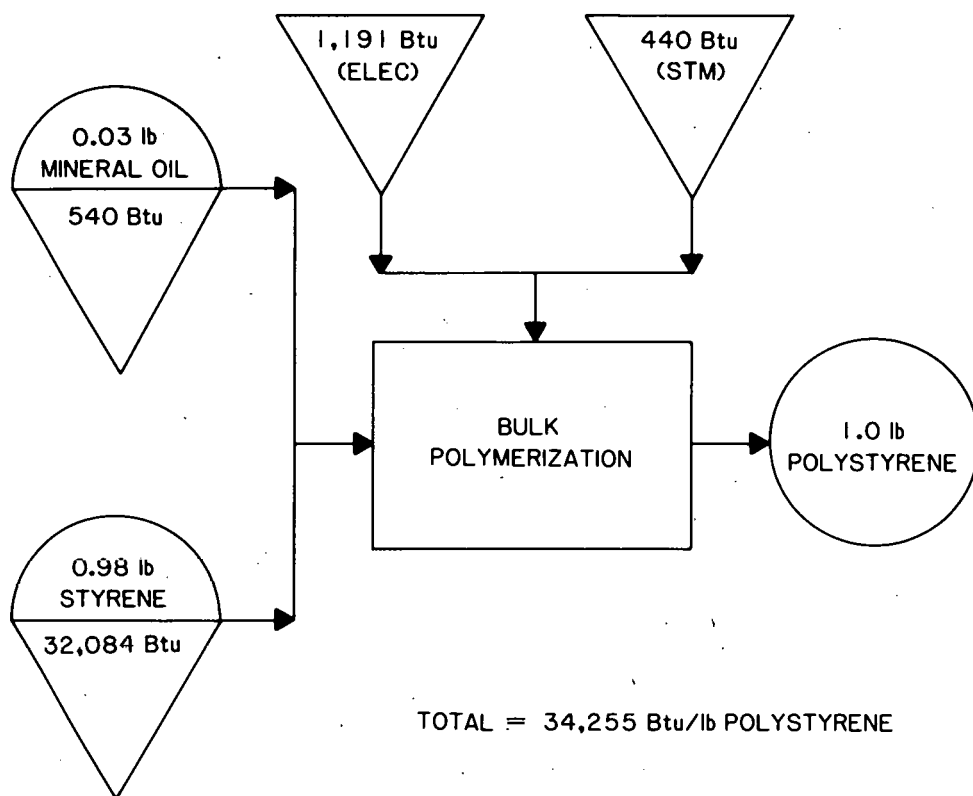 1,191 Btu
(ELEC)
440 Btu
(STM)
0.03 lb
MINERAL OIL
540 Btu
BULK
POLYMERIZATION
1.0 lb
POLYSTYRENE
0.98 lb
STYRENE
32,084 Btu
TOTAL = 34,255 Btu/lb POLYSTYRENE